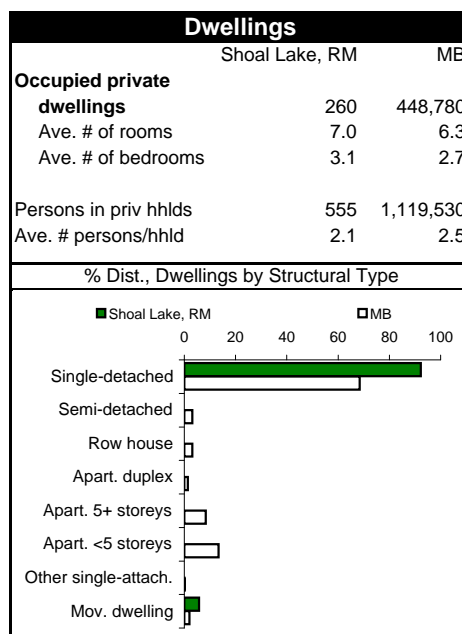 Dwellings
Shoal Lake, RM MB
Occupied private
dwellings 260 448,780
Ave. # of rooms 7.0 6.3
Ave. # of bedrooms 3.1 2.7
Persons in priv hhlds 555 1,119,530
Ave. # persons/hhld 2.1 2.5
% Dist., Dwellings by Structural Type
Shoal Lake, RM MB
0 20 40 60 80 100
Single-detached
Semi-detached
Row house
Apart. duplex
Apart. 5+ storeys
Apart. <5 storeys
Other single-attach.
Mov. dwelling